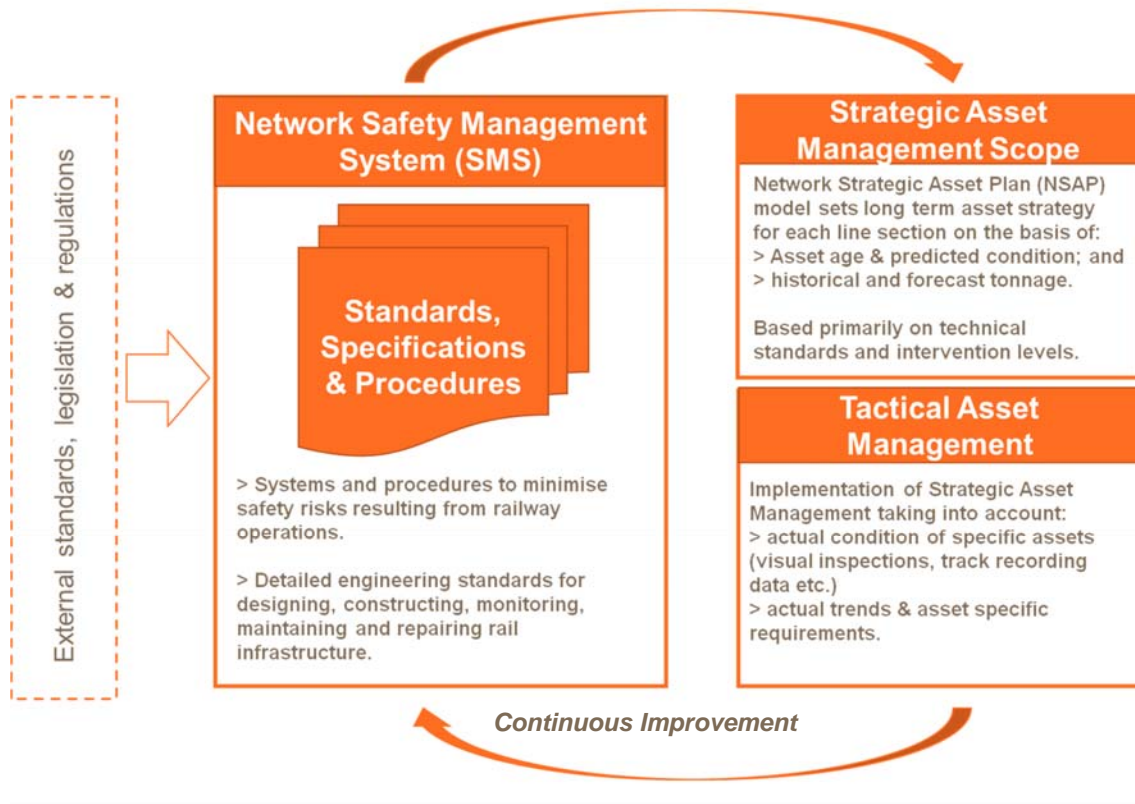 External standards, legislation & regulations
Network Safety Management
System (SMS)
Standards,
Specifications
& Procedures
> Systems and procedures to minimise
safety risks resulting from railway
operations.
> Detailed engineering standards for
designing, constructing, monitoring,
maintaining and repairing rail
infrastructure.
Strategic Asset
Management Scope
Network Strategic Asset Plan (NSAP)
model sets long term asset strategy
for each line section on the basis of:
> Asset age & predicted condition; and
> historical and forecast tonnage.
Based primarily on technical
standards and intervention levels.
Tactical Asset
Management
Implementation of Strategic Asset
Management taking into account:
> actual condition of specific assets
(visual inspections, track recording
data etc.)
> actual trends & asset specific
requirements.
Continuous Improvement